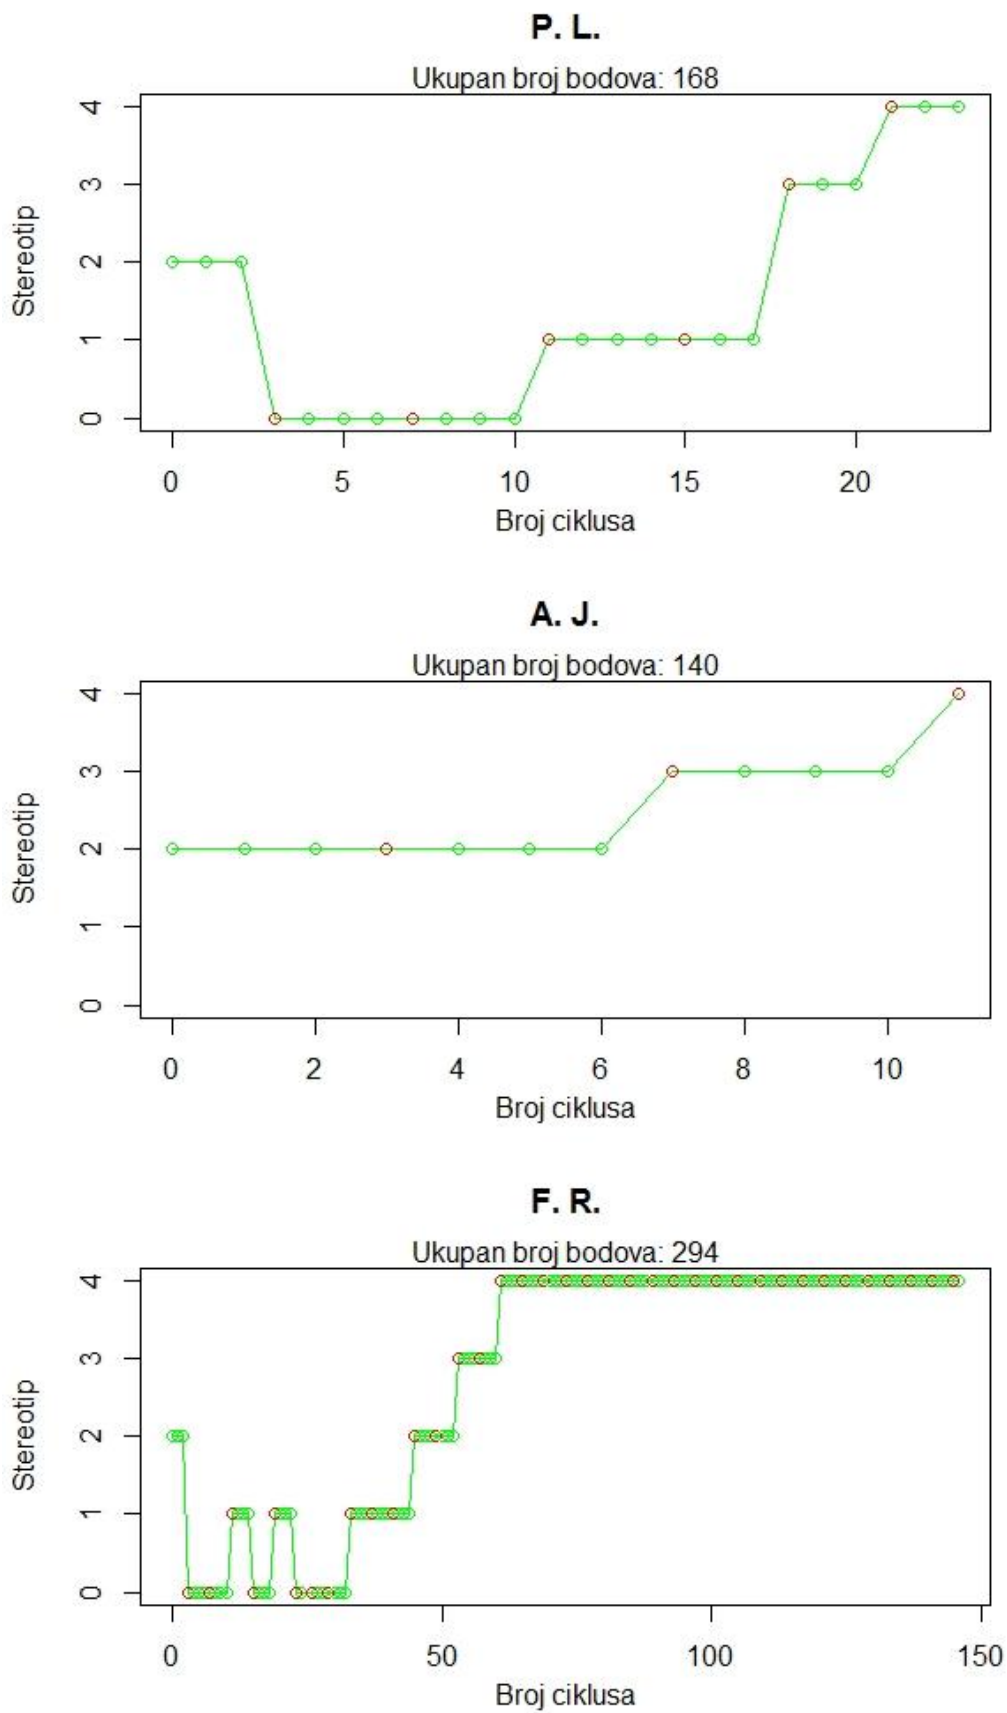 P. L.
Ukupan broj bodova: 168
Stereotip
4
3
2
1
0
0 5 10 15 20
Broj ciklusa
A. J.
Ukupan broj bodova: 140
Stereotip
4
3
2
1
0
0 2 4 6 8 10
Broj ciklusa
F. R.
Ukupan broj bodova: 294
Stereotip
4
3
2
1
0
0 50 100 150
Broj ciklusa